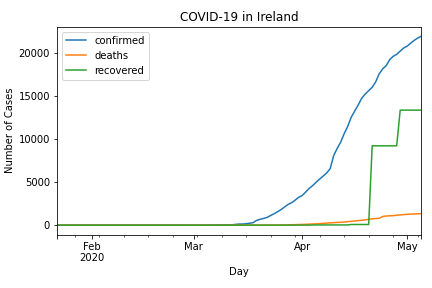 COVID-19 in Ireland
confirmed
deaths
recovered
Number of Cases
20000
15000
10000
5000
0
Feb
2020
Mar
Apr
May
Day